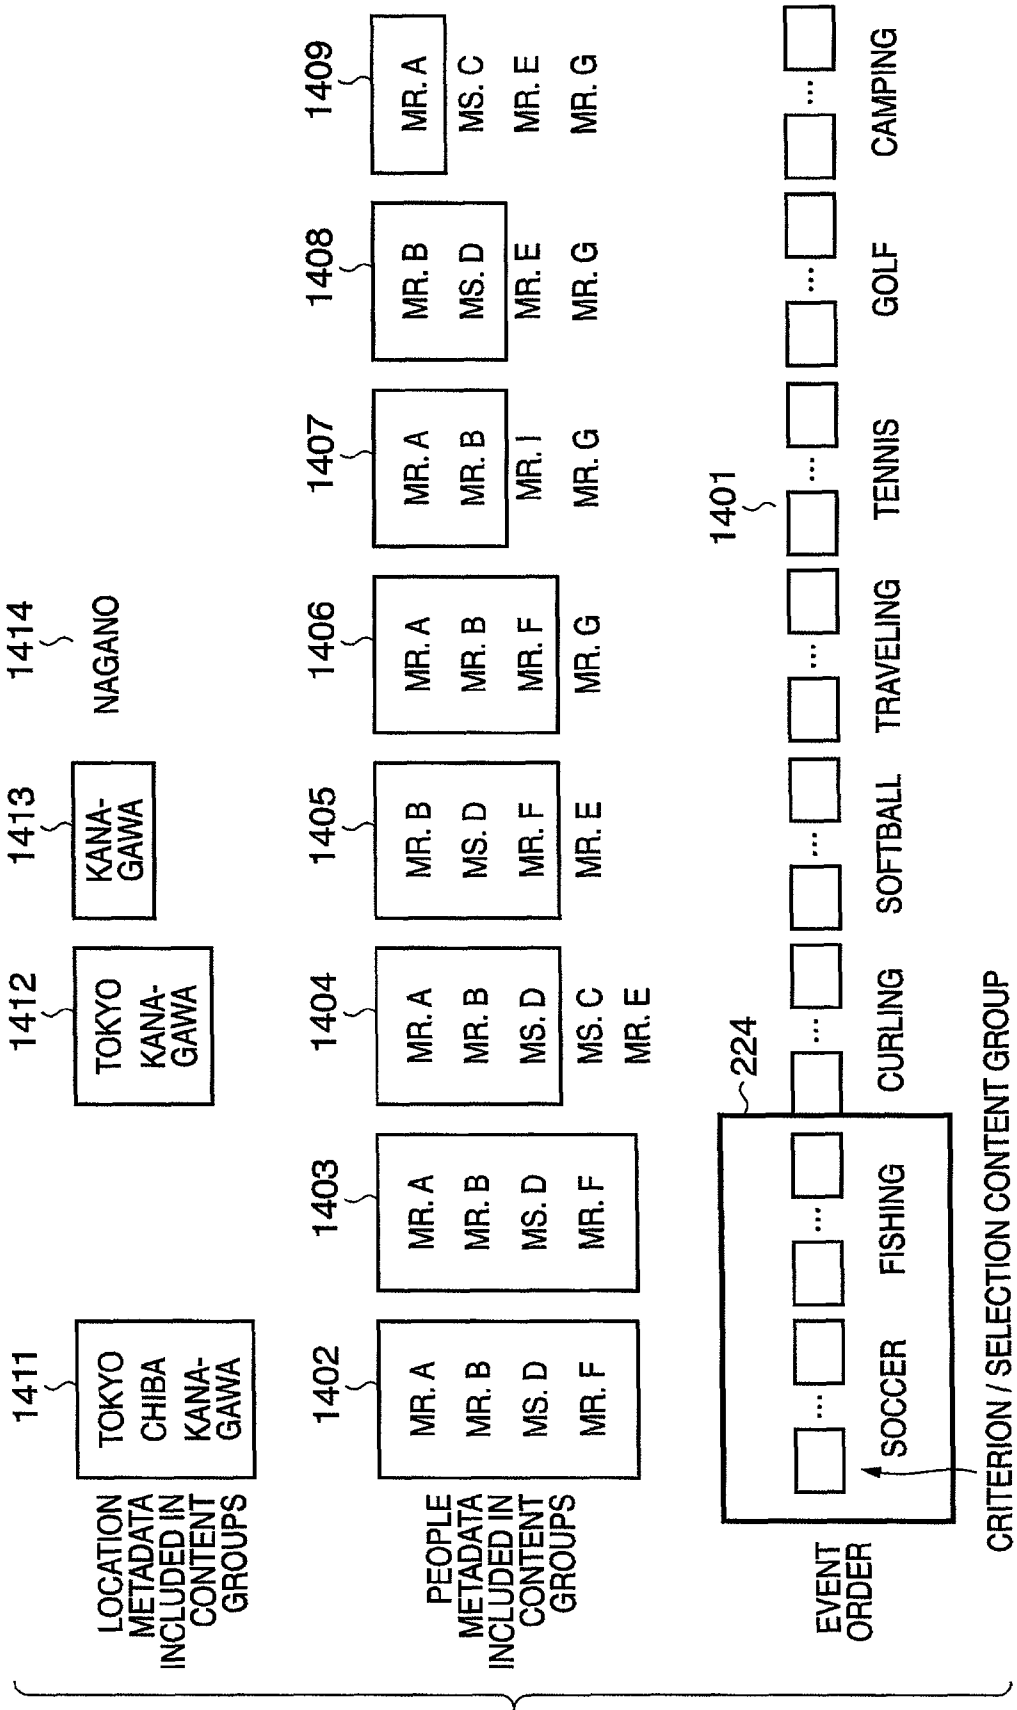 LOCATION
METADATA
INCLUDED IN
CONTENT
GROUPS
1411
TOKYO
CHIBA
KANA-
GAWA
1412
TOKYO
KANA-
GAWA
1413
KANA-
GAWA
1414
NAGANO
PEOPLE
METADATA
INCLUDED IN
CONTENT
GROUPS
1402
MR. A
MR. B
MS. D
MR. F
1403
MR. A
MR. B
MS. D
MR. F
1404
MR. A
MR. B
MS. D
MS. C
MR. E
1405
MR. B
MS. D
MR. F
MR. E
1406
MR. A
MR. B
MR. F
MR. G
1407
MR. A
MR. B
MR. I
MR. G
1408
MR. B
MS. D
MR. E
MR. G
1409
MR. A
MS. C
MR. E
MR. G
EVENT
ORDER
224
1401
...
...
...
...
...
...
...
...
SOCCER
FISHING
CURLING
SOFTBALL
TRAVELING
TENNIS
GOLF
CAMPING
CRITERION / SELECTION CONTENT GROUP